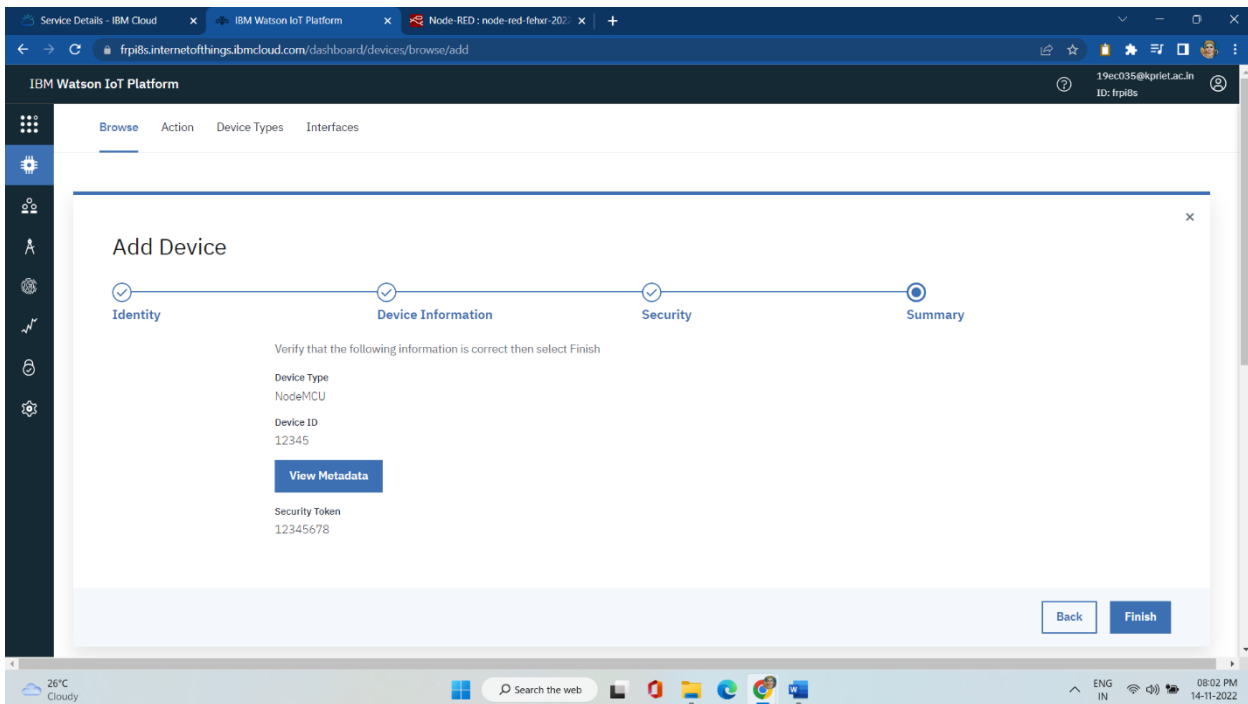 Service Details - IBM Cloud
IBM Watson IoT Platform
Node-RED : node-red-fehxr-202
frpi8s.internetofthings.ibmcloud.com/dashboard/devices/browse/add
IBM Watson IoT Platform
19ec035@kpriet.ac.in
ID: frpi8s
Browse Action Device Types Interfaces
Add Device
Identity Device Information Security Summary
Verify that the following information is correct then select Finish
Device Type
NodeMCU
Device ID
12345
View Metadata
Security Token
12345678
Back Finish
26°C
Cloudy
Search the web
ENG
IN
08:02 PM
14-11-2022